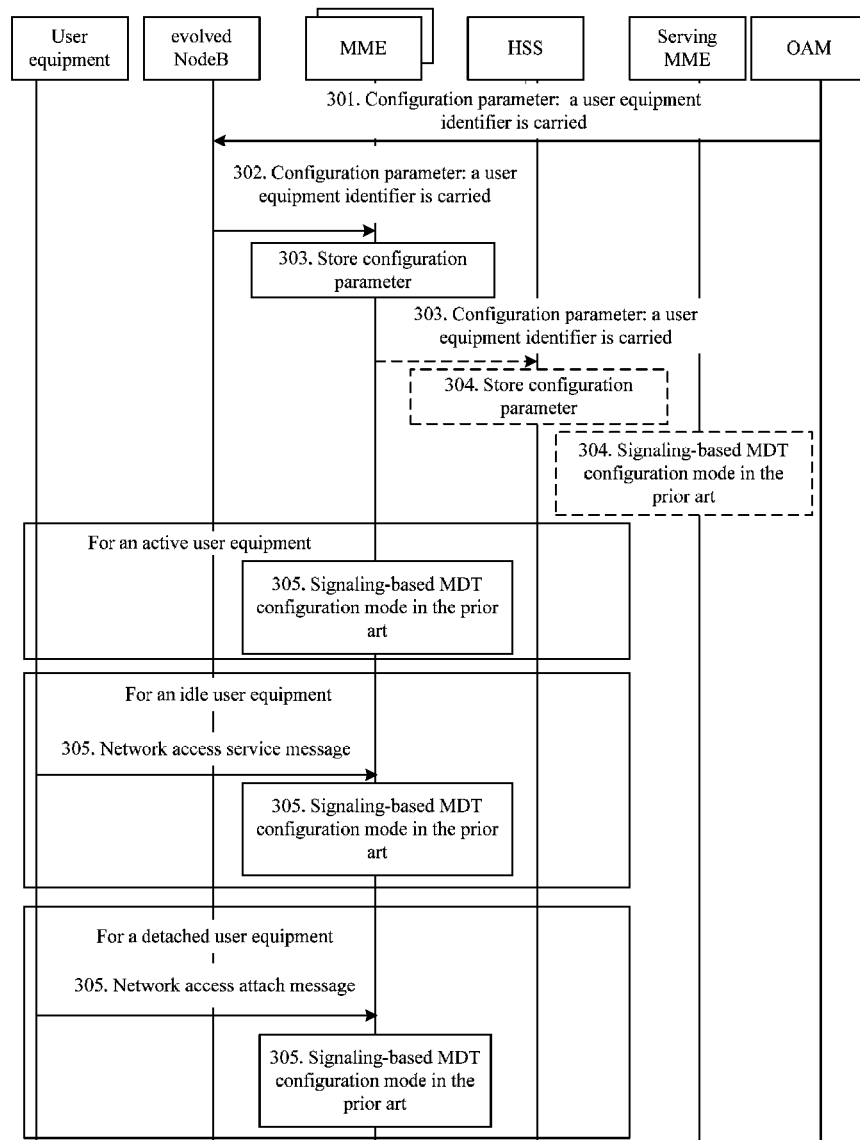 User
equipment
evolved
NodeB
MME
HSS
Serving
MME
OAM
301. Configuration parameter: a user equipment
identifier is carried
302. Configuration parameter: a user
equipment identifier is carried
303. Store configuration
parameter
303. Configuration parameter: a user
equipment identifier is carried
304. Store configuration
parameter
304. Signaling-based MDT
configuration mode in the
prior art
For an active user equipment
305. Signaling-based MDT
configuration mode in the prior
art
For an idle user equipment
305. Network access service message
305. Signaling-based MDT
configuration mode in the prior
art
For a detached user equipment
305. Network access attach message
305. Signaling-based MDT
configuration mode in the
prior art